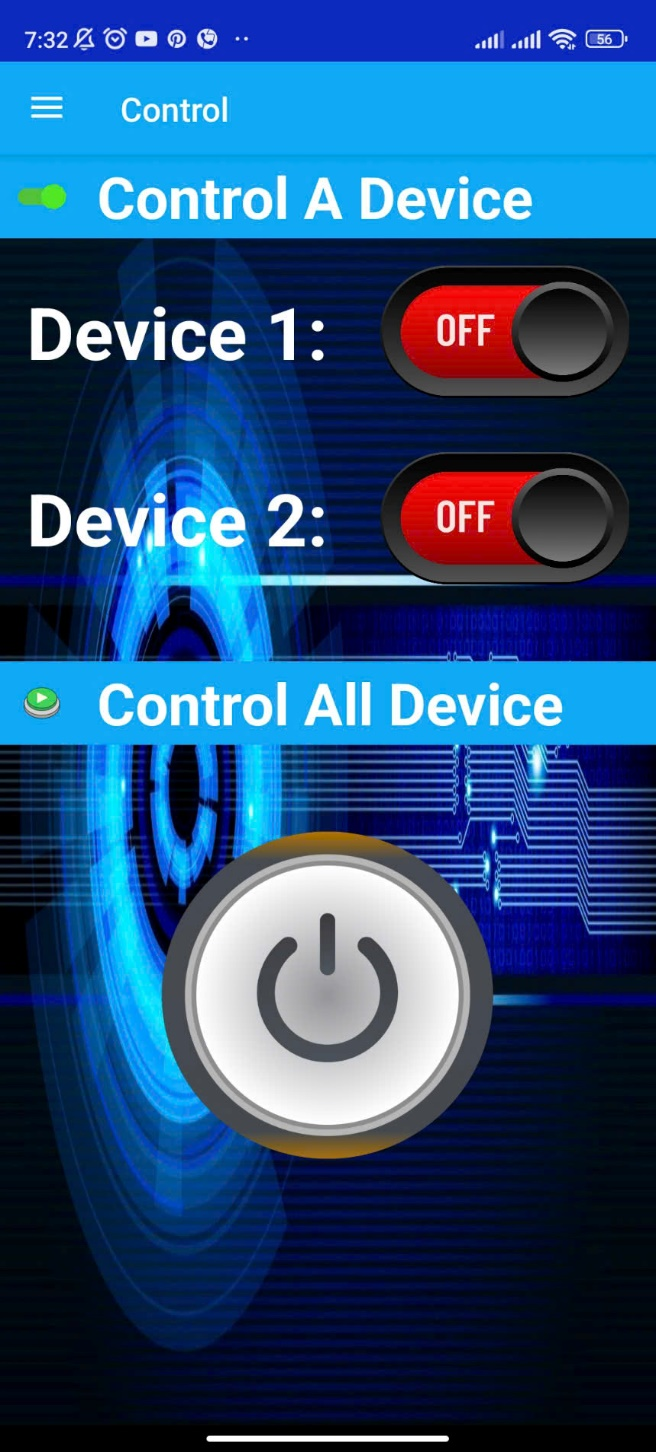 7:32
56
Control
Control A Device
Device 1:
OFF
Device 2:
OFF
Control All Device